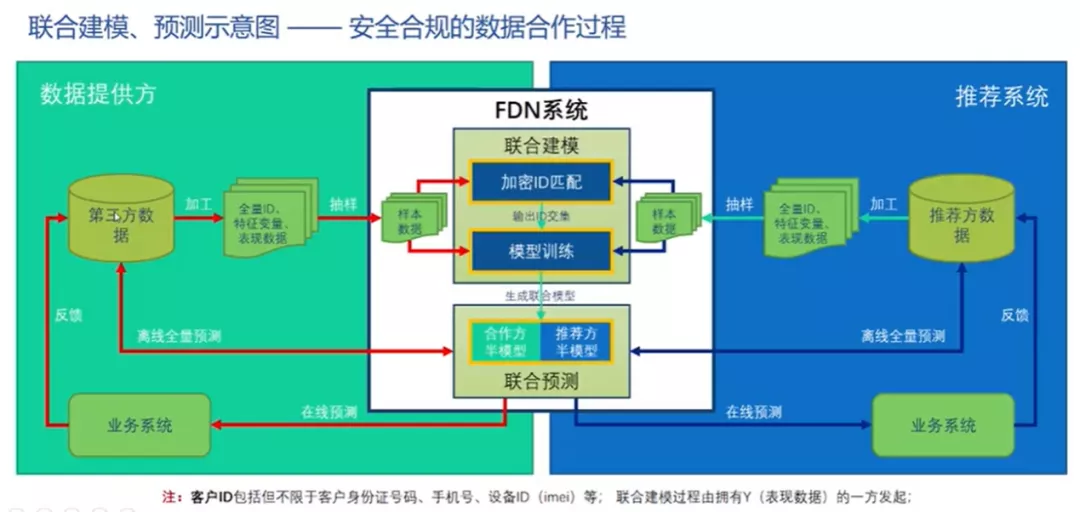 联合建模、预测示意图 —— 安全合规的数据合作过程
数据提供方
FDN系统
推荐系统
联合建模
加密ID匹配
输出ID交集
模型训练
第三方数
据
加工
全量ID、
特征变量、
表现数据
抽样
样本
数据
样本
数据
抽样
全量ID、
特征变量、
表现数据
加工
推荐方数
据
生成联合模型
反馈
离线全量预测
合作方
半模型
推荐方
半模型
联合预测
离线全量预测
反馈
业务系统
在线预测
在线预测
业务系统
注：客户ID包括但不限于客户身份证号码、手机号、设备ID（imei）等； 联合建模过程由拥有Y（表现数据）的一方发起；